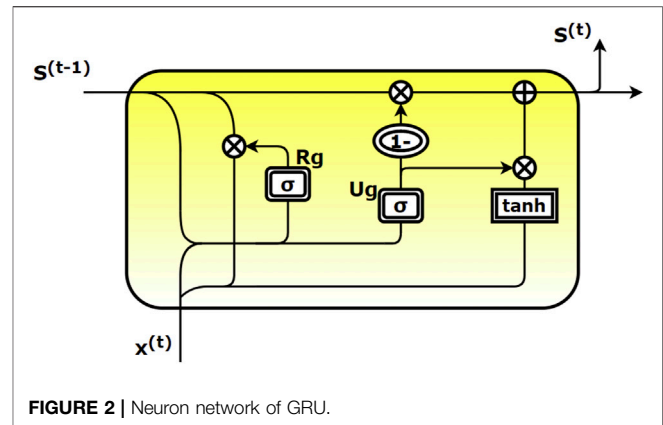 S(t)
S(t-1)
1-
Rg
σ
Ug
σ
tanh
x(t)
FIGURE 2 | Neuron network of GRU.